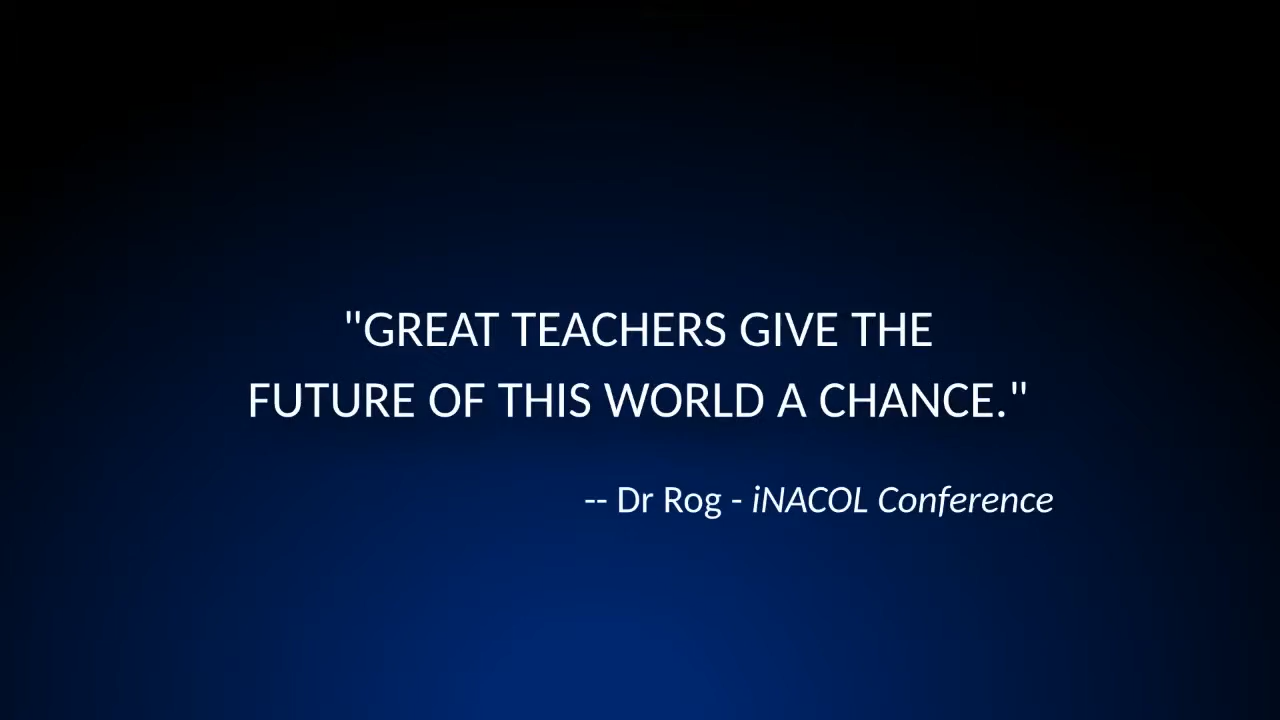 "GREAT TEACHERS GIVE THE
FUTURE OF THIS WORLD A CHANCE."
-- Dr Rog - iNACOL Conference